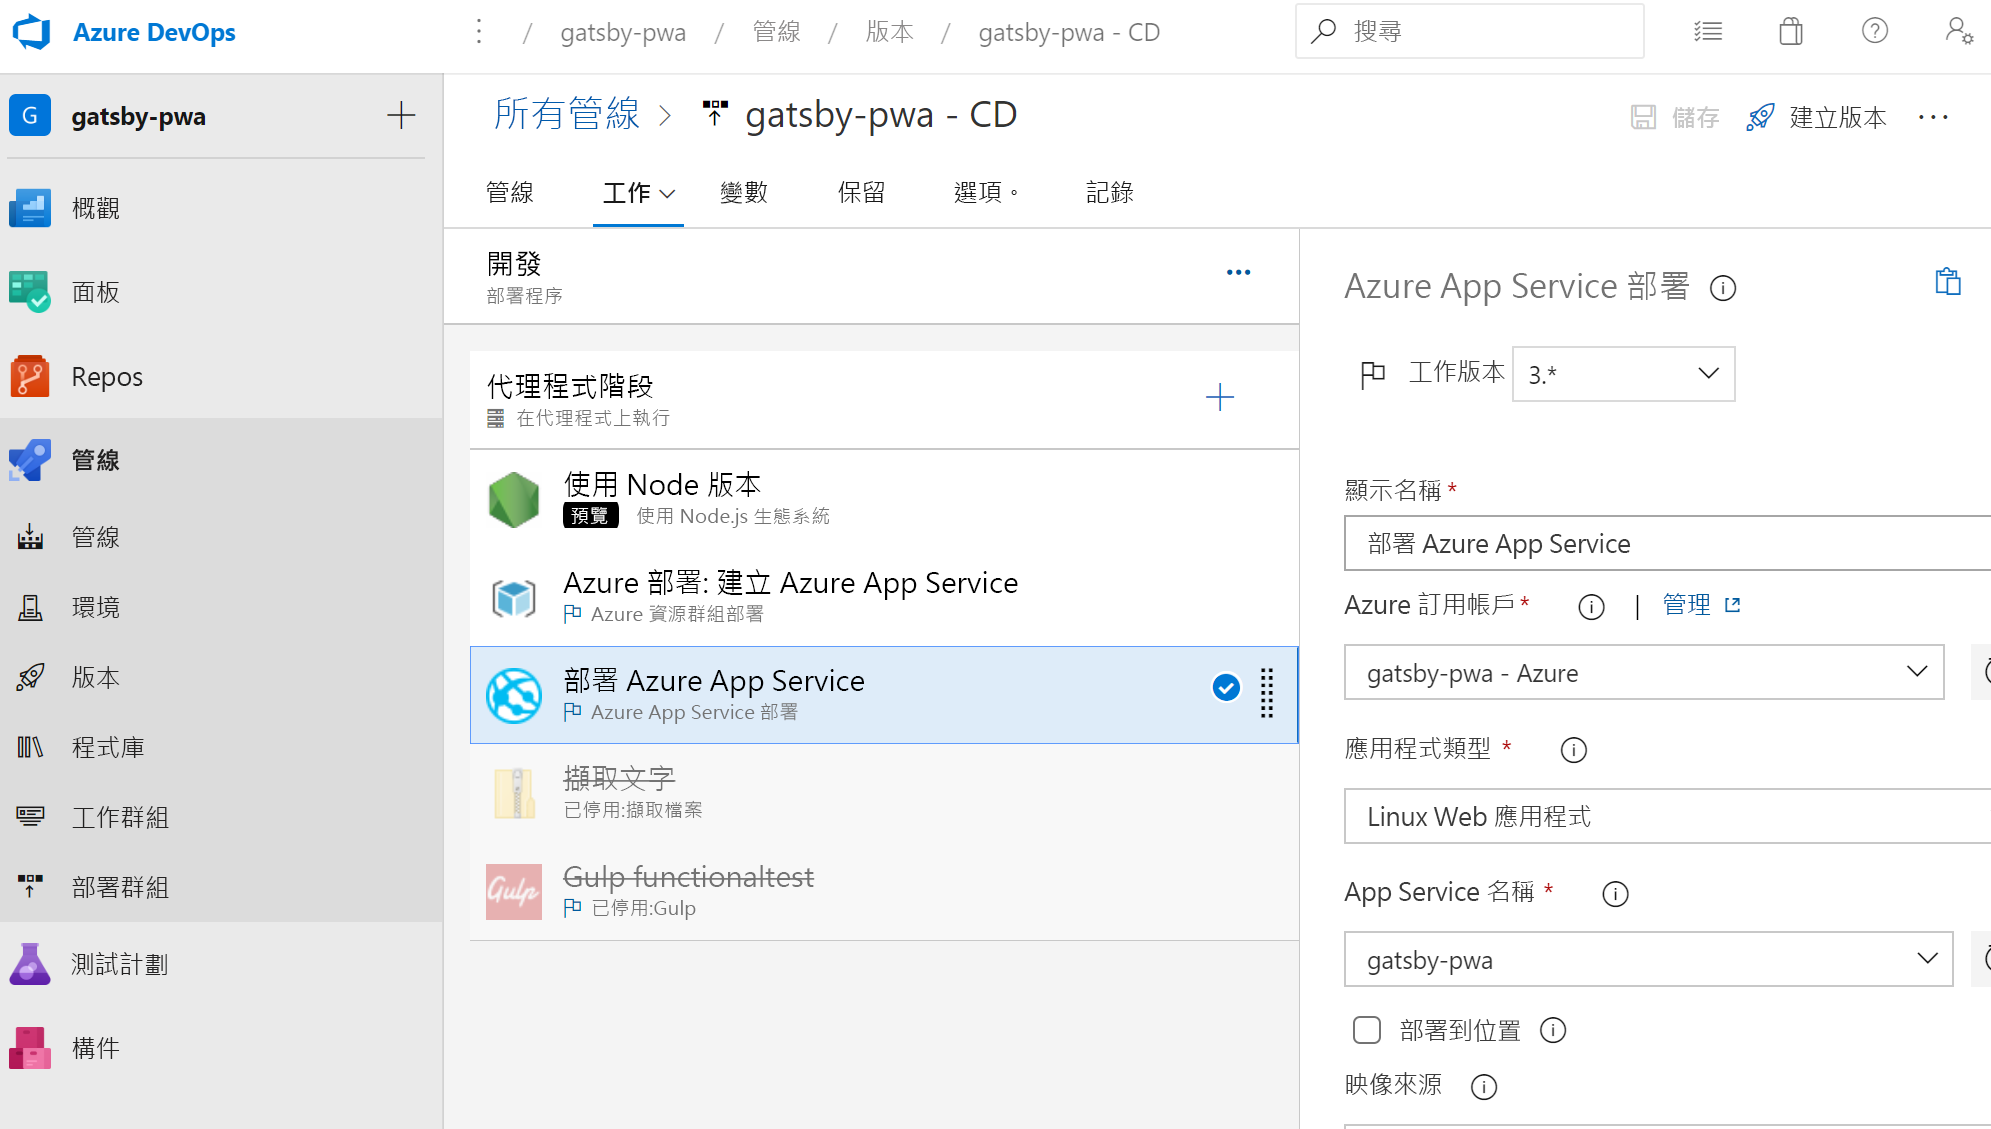 Azure DevOps
/ gatsby-pwa / 管線 / 版本 / gatsby-pwa - CD
搜尋
G gatsby-pwa
概觀
面板
Repos
管線
管線
環境
版本
程式庫
工作群組
部署群組
測試計劃
構件
所有管線 > gatsby-pwa - CD
儲存
建立版本
管線
工作
變數
保留
選項。
記錄
開發
部署程序
代理程式階段
在代理程式上執行
使用 Node 版本
預覽 使用 Node.js 生態系統
Azure 部署: 建立 Azure App Service
Azure 資源群組部署
部署 Azure App Service
Azure App Service 部署
擷取文字
已停用:擷取檔案
Gulp
Gulp functionaltest
已停用:Gulp
Azure App Service 部署
工作版本 3.*
顯示名稱 *
部署 Azure App Service
Azure 訂用帳戶 * | 管理
gatsby-pwa - Azure
應用程式類型 *
Linux Web 應用程式
App Service 名稱 *
gatsby-pwa
部署到位置
映像來源